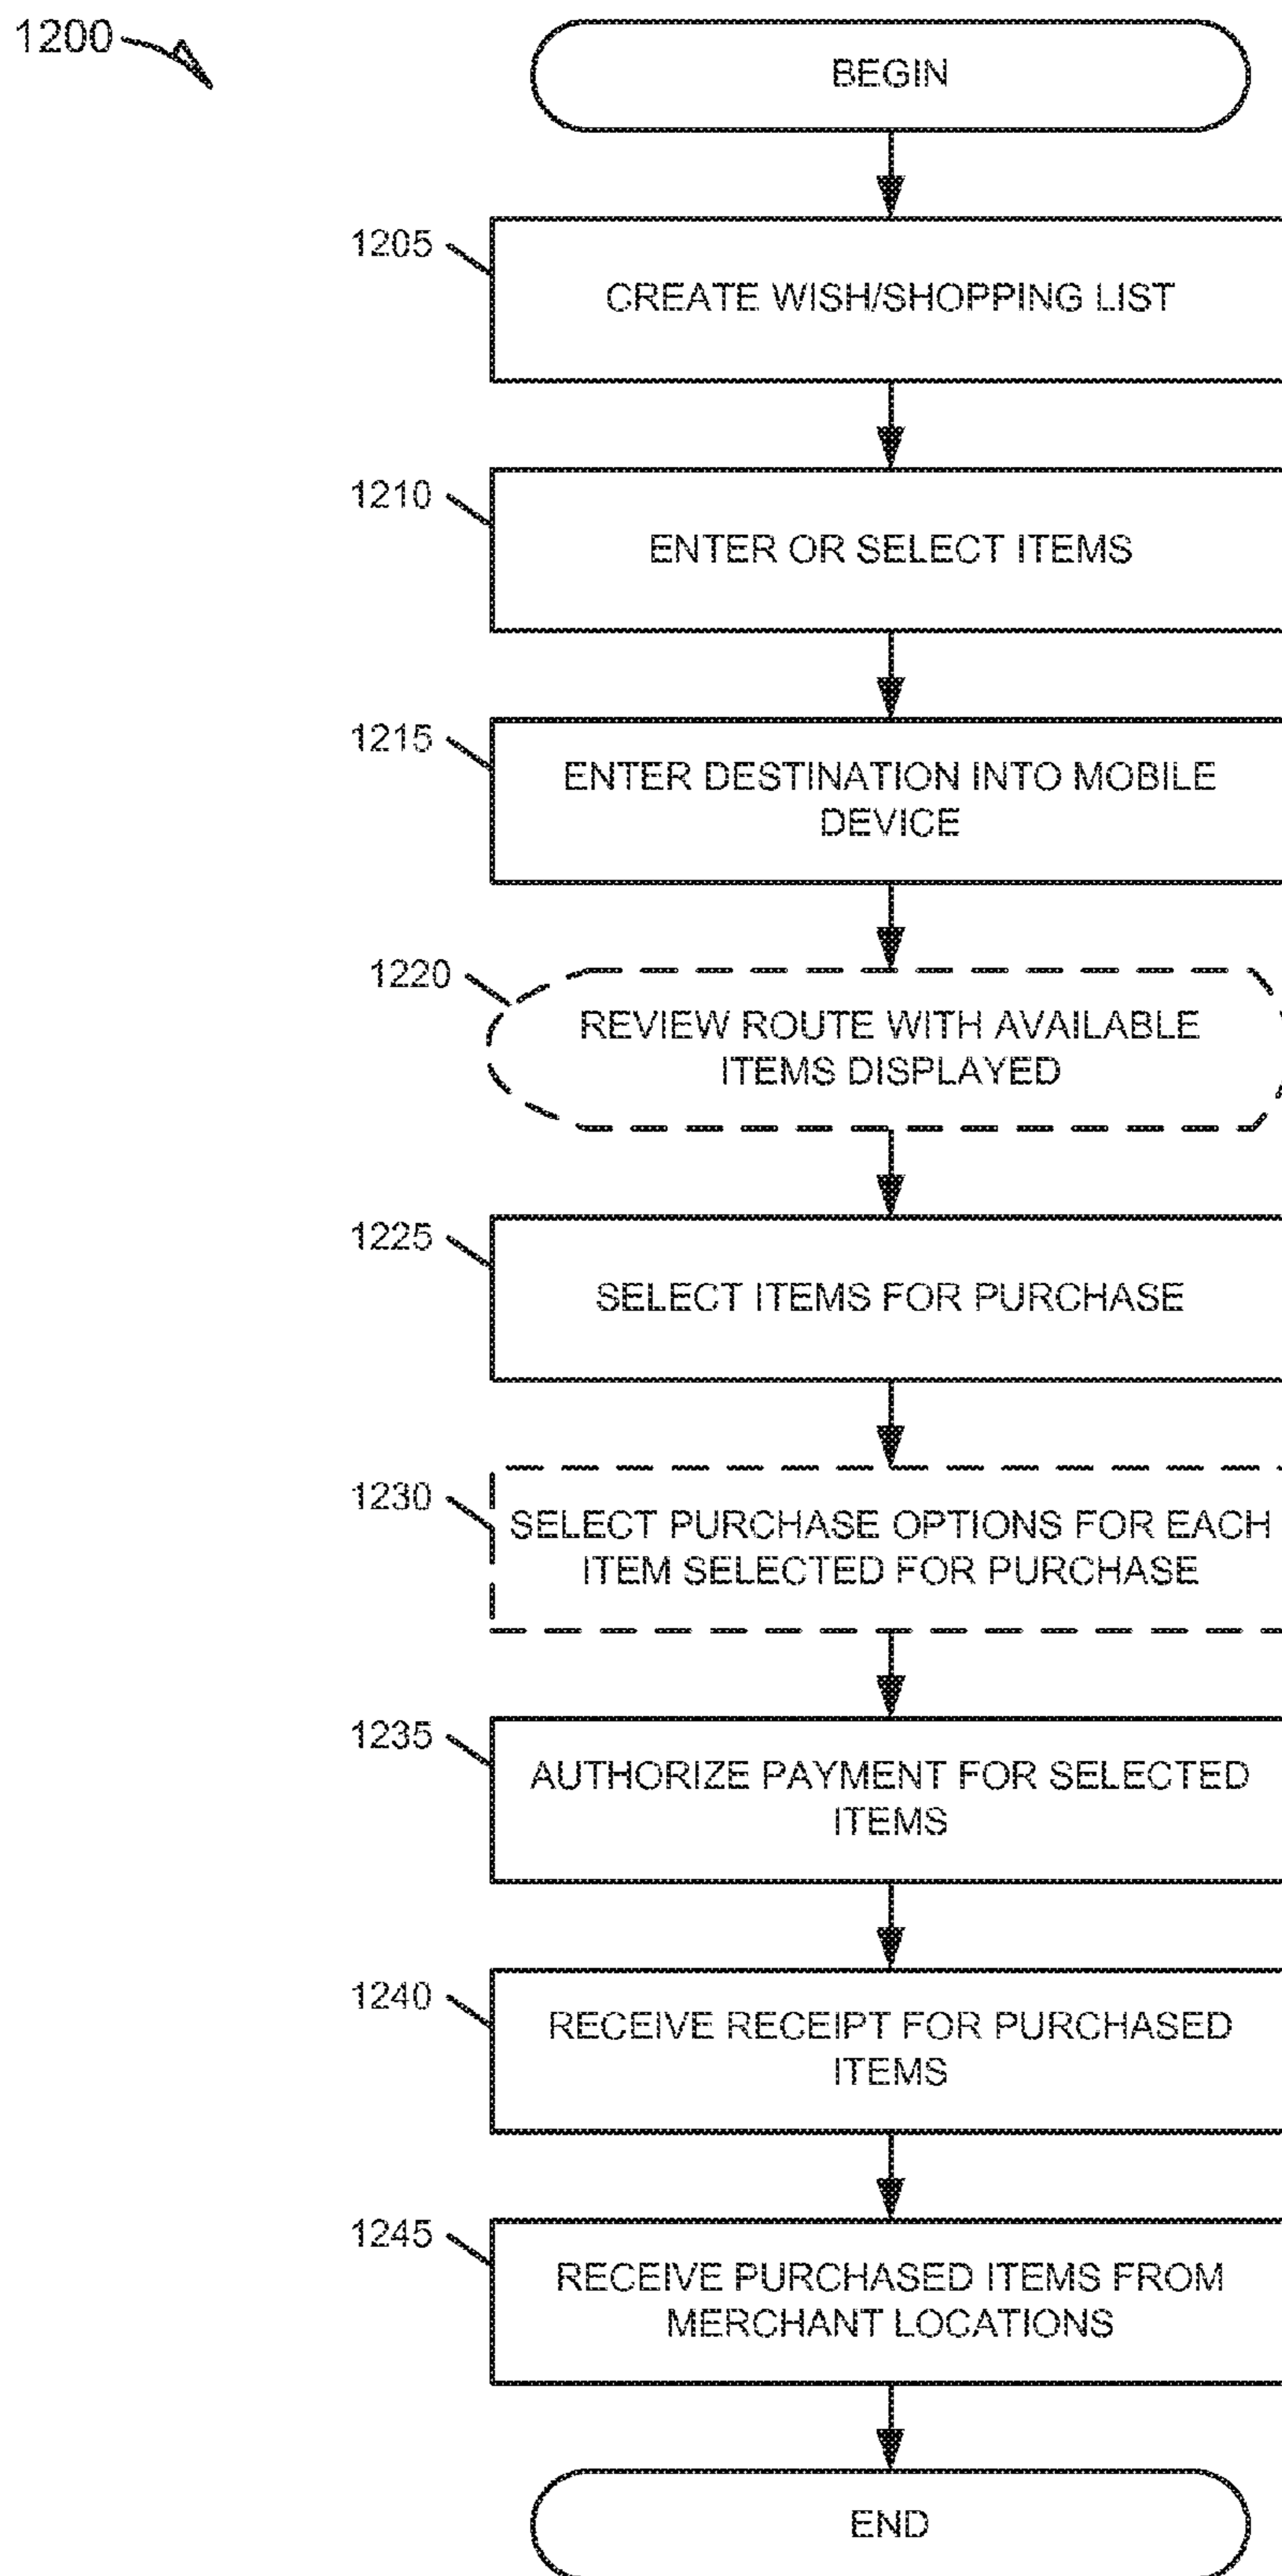 1200
BEGIN
1205
CREATE WISH/SHOPPING LIST
1210
ENTER OR SELECT ITEMS
1215
ENTER DESTINATION INTO MOBILE
DEVICE
1220
REVIEW ROUTE WITH AVAILABLE
ITEMS DISPLAYED
1225
SELECT ITEMS FOR PURCHASE
1230
SELECT PURCHASE OPTIONS FOR EACH
ITEM SELECTED FOR PURCHASE
1235
AUTHORIZE PAYMENT FOR SELECTED
ITEMS
1240
RECEIVE RECEIPT FOR PURCHASED
ITEMS
1245
RECEIVE PURCHASED ITEMS FROM
MERCHANT LOCATIONS
END